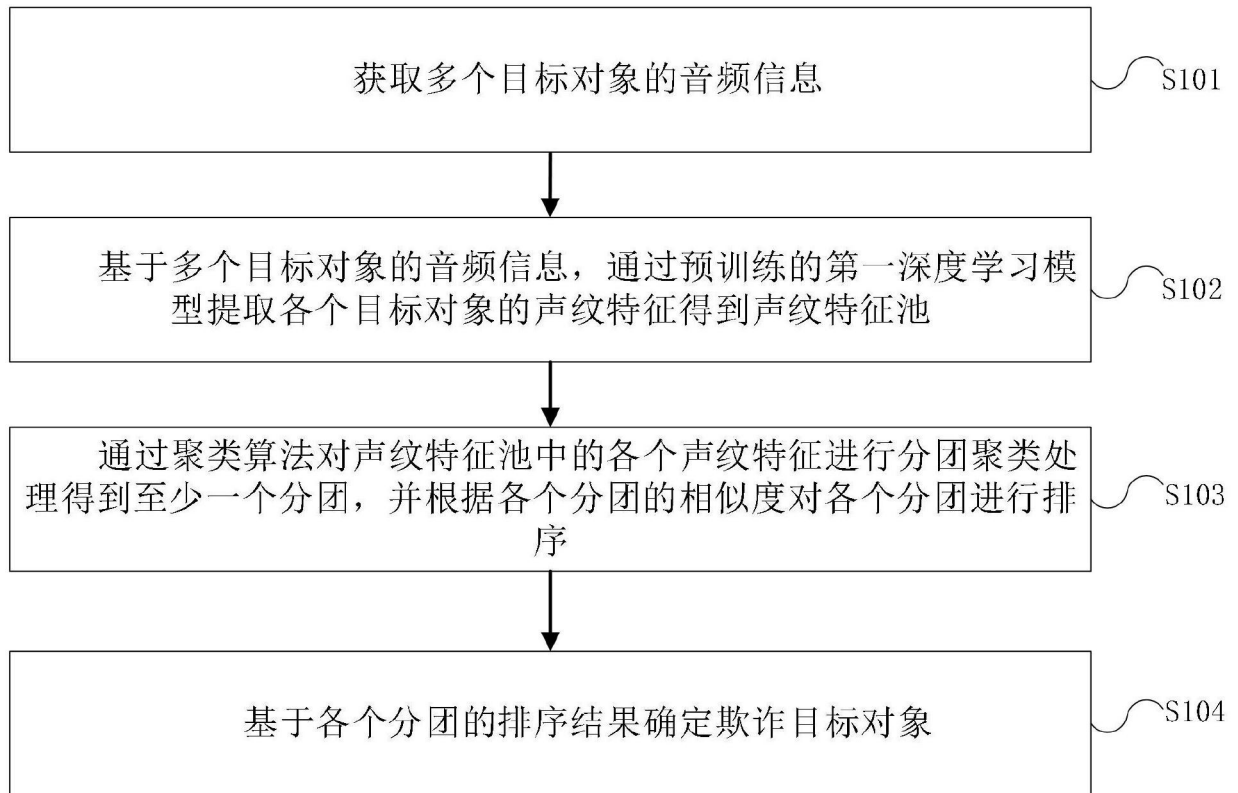 获取多个目标对象的音频信息
S101
基于多个目标对象的音频信息，通过预训练的第一深度学习模
型提取各个目标对象的声纹特征得到声纹特征池
S102
通过聚类算法对声纹特征池中的各个声纹特征进行分团聚类处
理得到至少一个分团，并根据各个分团的相似度对各个分团进行排
序
S103
基于各个分团的排序结果确定欺诈目标对象
S104